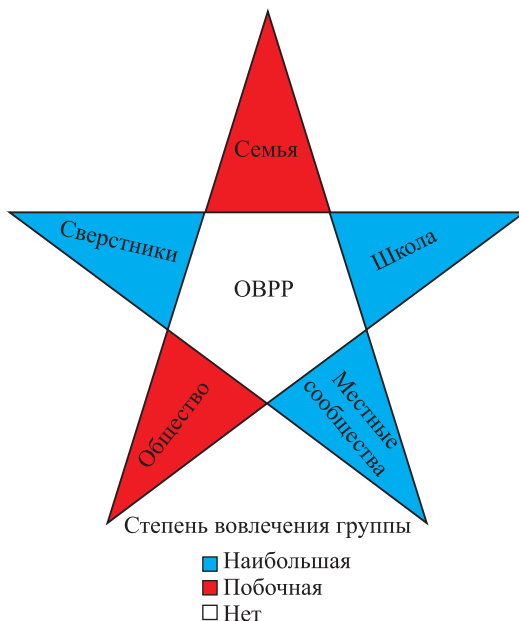 Семья
Сверстники
Школа
ОВРР
Общество
Местные
сообщества
Степень вовлечения группы
Наибольшая
Побочная
Нет